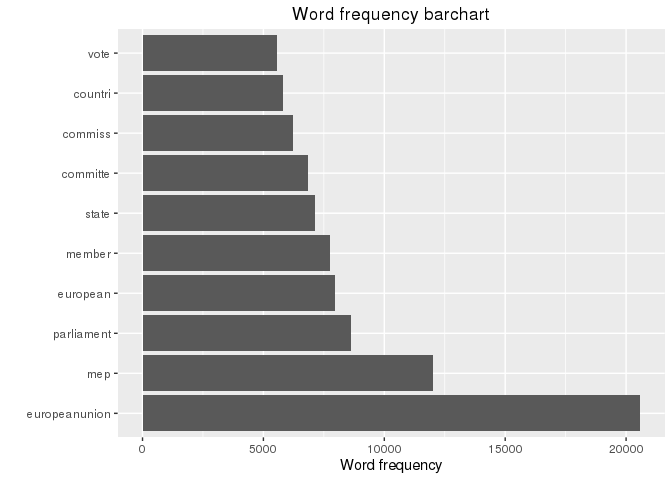 Word frequency barchart
vote
countri
commiss
committe
state
member
european
parliament
mep
europeanunion
0 5000 10000 15000 20000
Word frequency